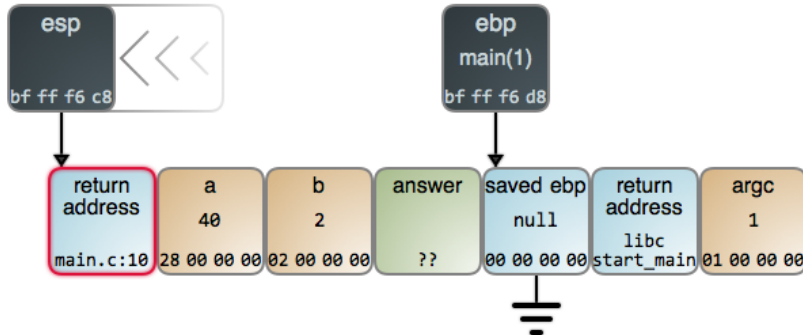 esp
bf ff f6 c8
ebp
main(1)
bf ff f6 d8
return address
main.c:10
a
40
28 00 00 00
b
2
02 00 00 00
answer
??
saved ebp
null
00 00 00 00
return address
libc
start_main
argc
1
01 00 00 00